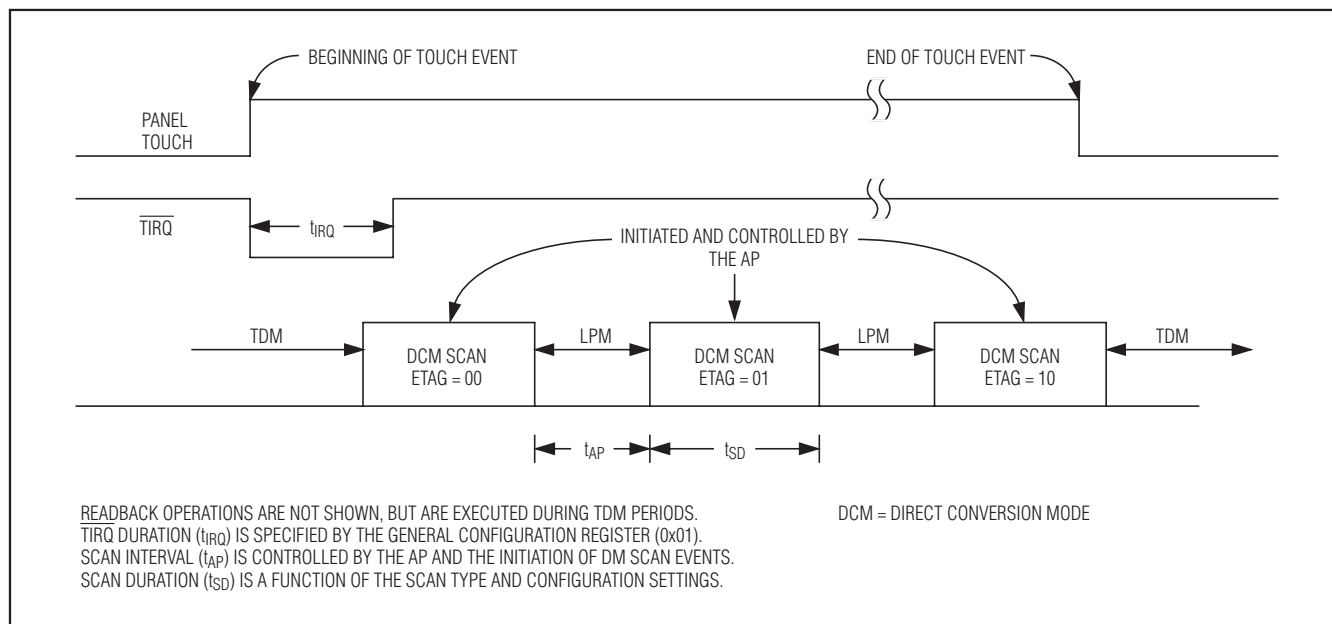 BEGINNING OF TOUCH EVENT
END OF TOUCH EVENT
PANEL
TOUCH
TIRQ
tIRQ
INITIATED AND CONTROLLED BY
THE AP
TDM
DCM SCAN
ETAG = 00
LPM
DCM SCAN
ETAG = 01
LPM
DCM SCAN
ETAG = 10
TDM
tAP
tSD
READBACK OPERATIONS ARE NOT SHOWN, BUT ARE EXECUTED DURING TDM PERIODS.
TIRQ DURATION (tIRQ) IS SPECIFIED BY THE GENERAL CONFIGURATION REGISTER (0x01).
SCAN INTERVAL (tAP) IS CONTROLLED BY THE AP AND THE INITIATION OF DM SCAN EVENTS.
SCAN DURATION (tSD) IS A FUNCTION OF THE SCAN TYPE AND CONFIGURATION SETTINGS.
DCM = DIRECT CONVERSION MODE